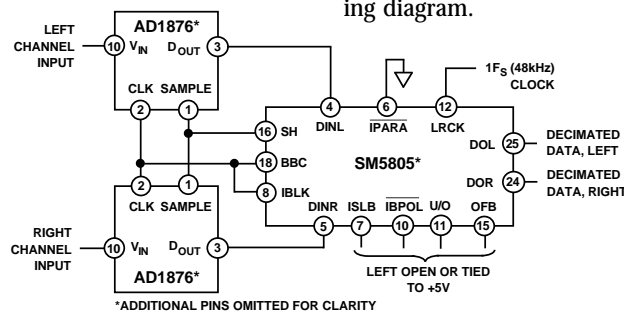 ing diagram.
AD1876*
LEFT
CHANNEL
INPUT
10 VIN DOUT 3
CLK SAMPLE
2 1
1FS (48kHz)
CLOCK
4 6 12
DINL IPARA LRCK
16 SH
DOL 25
DECIMATED
DATA, LEFT
18 BBC
SM5805*
8 IBLK
DOR 24
DECIMATED
DATA, RIGHT
2 1
CLK SAMPLE
DINR ISLB IBPOL U/O OFB
5 7 10 11 15
RIGHT
CHANNEL
INPUT
10 VIN DOUT 3
AD1876*
LEFT OPEN OR TIED
TO +5V
*ADDITIONAL PINS OMITTED FOR CLARITY